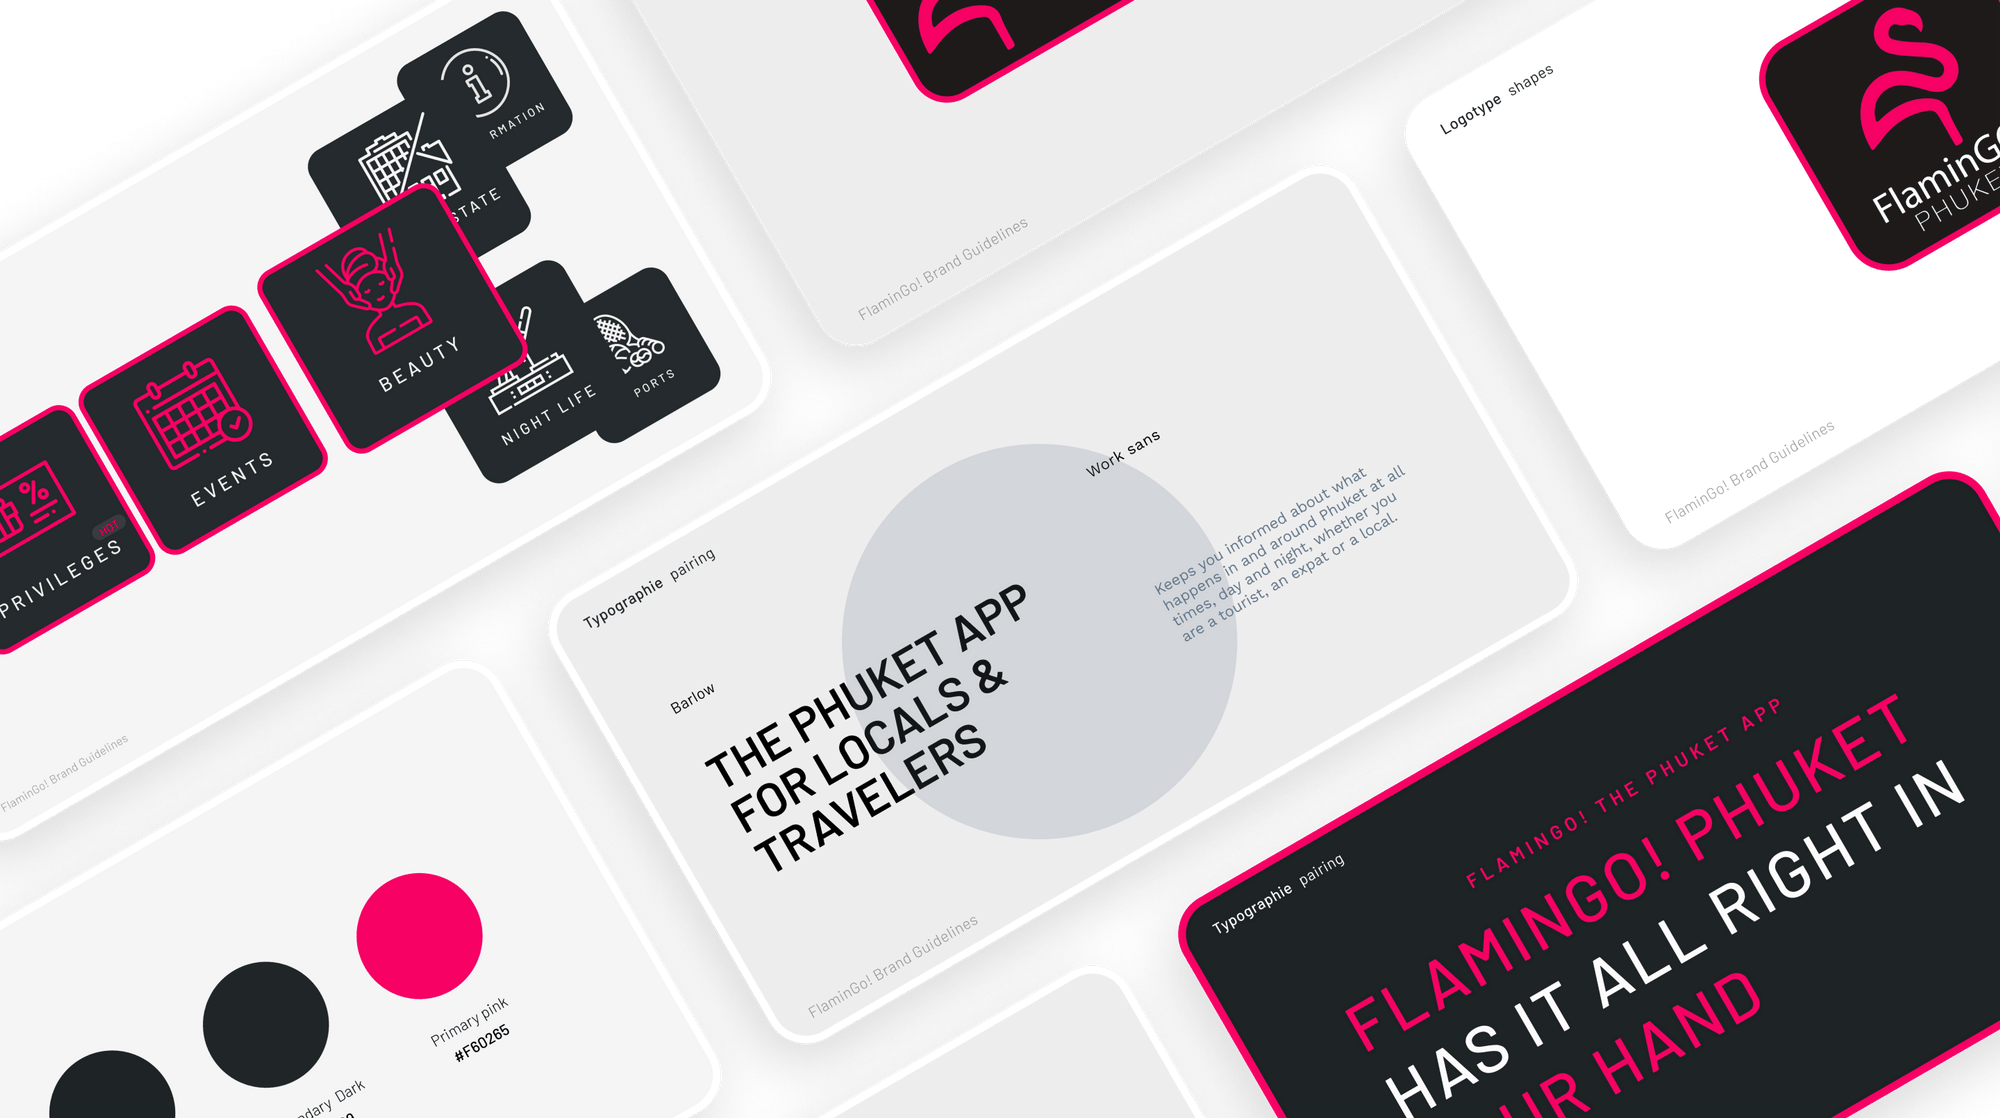 RMATION
STATE
BEAUTY
NIGHT LIFE
PORTS
EVENTS
HOT
PRIVILEGES
FlaminGo! Brand Guidelines
FlaminGo! Brand Guidelines
Logotype shapes
FlaminG
PHUKE
FlaminGo! Brand Guidelines
Typographie pairing
Barlow
THE PHUKET APP
FOR LOCALS &
TRAVELERS
Work sans
Keeps you informed about what
happens in and around Phuket at all
times, day and night, whether you
are a tourist, an expat or a local.
FlaminGo! Brand Guidelines
Primary pink
#F60265
ndary Dark
Typographie pairing
FLAMINGO! THE PHUKET APP
FLAMINGO! PHUKET
HAS IT ALL RIGHT IN
UR HAND